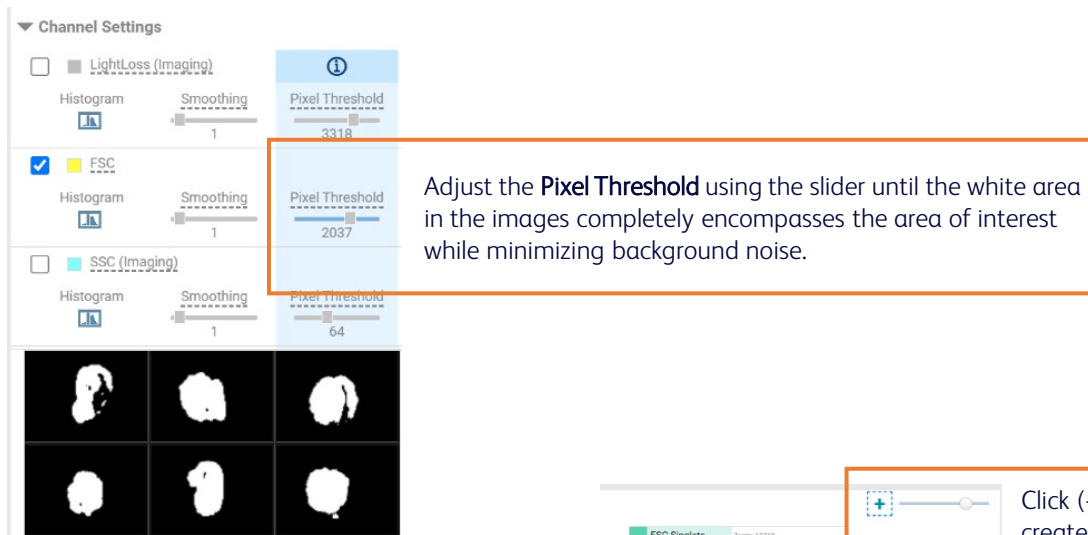 Channel Settings
LightLoss (Imaging)
Histogram Smoothing Pixel Threshold
1 3318
FSC
Histogram Smoothing Pixel Threshold
1 2037
Adjust the Pixel Threshold using the slider until the white area
in the images completely encompasses the area of interest
while minimizing background noise.
SSC (Imaging)
Histogram Smoothing Pixel Threshold
1 64
Click
FSC Singlets
create